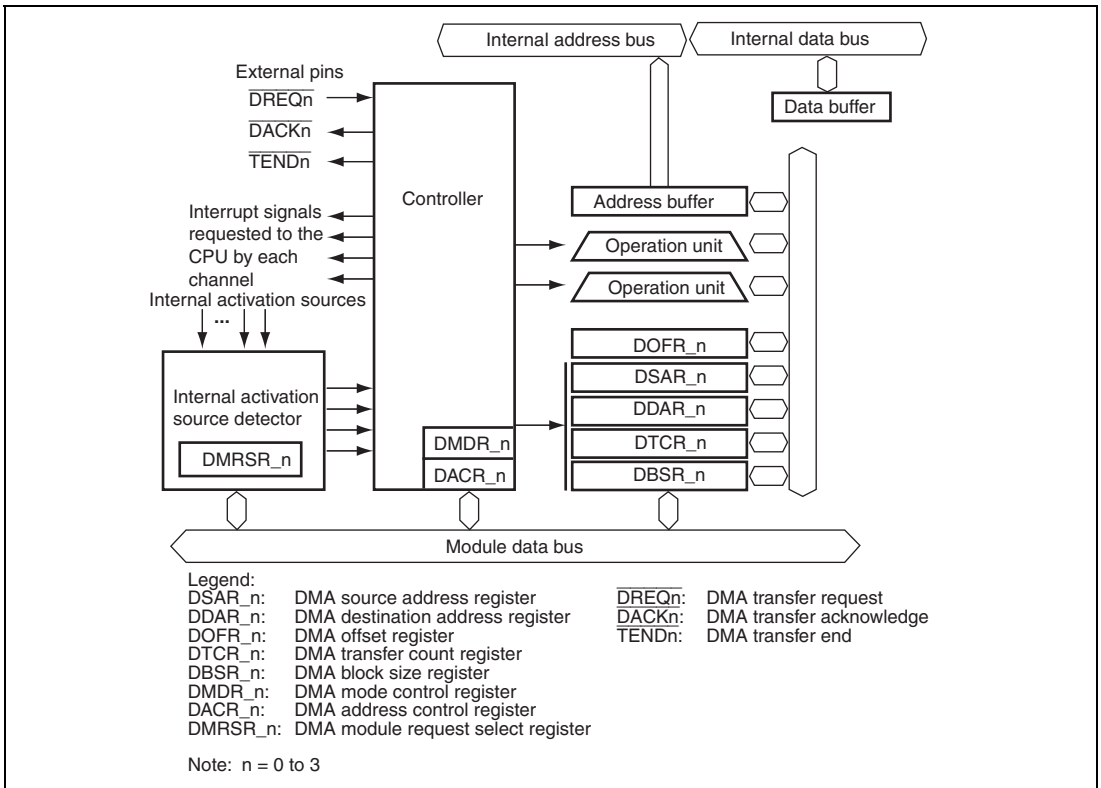 Internal address bus
Internal data bus
External pins
DREQn
DACKn
TENDn
Data buffer
Controller
Address buffer
Operation unit
Operation unit
Interrupt signals
requested to the
CPU by each
channel
Internal activation sources
...
Internal activation
source detector
DMRSR_n
DMDR_n
DACR_n
DOFR_n
DSAR_n
DDAR_n
DTCR_n
DBSR_n
Module data bus
Legend:
DSAR_n: DMA source address register
DDAR_n: DMA destination address register
DOFR_n: DMA offset register
DTCR_n: DMA transfer count register
DBSR_n: DMA block size register
DMDR_n: DMA mode control register
DACR_n: DMA address control register
DMRSR_n: DMA module request select register
DREQn: DMA transfer request
DACKn: DMA transfer acknowledge
TENDn: DMA transfer end
Note: n = 0 to 3